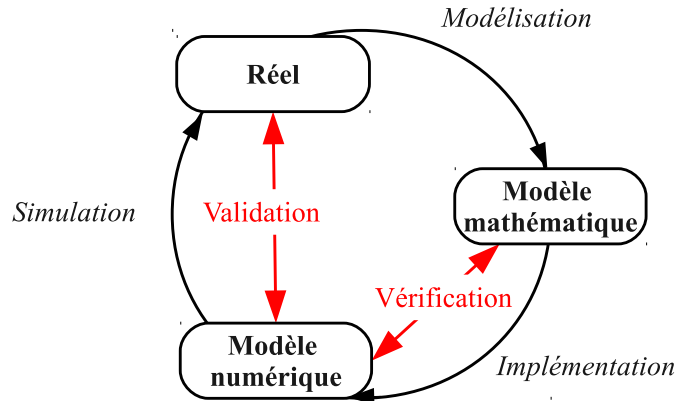 Modélisation
Réel
Modèle
mathématique
Simulation
Validation
Vérification
Modèle
numérique
Implémentation